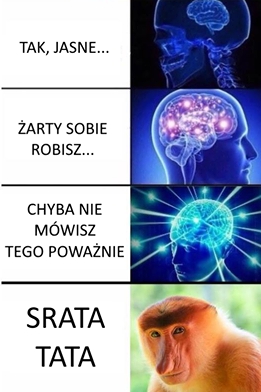 TAK, JASNE...
ŻARTY SOBIE
ROBISZ...
CHYBA NIE
MÓWISZ
TEGO POWAŻNIE
SRATA
TATA